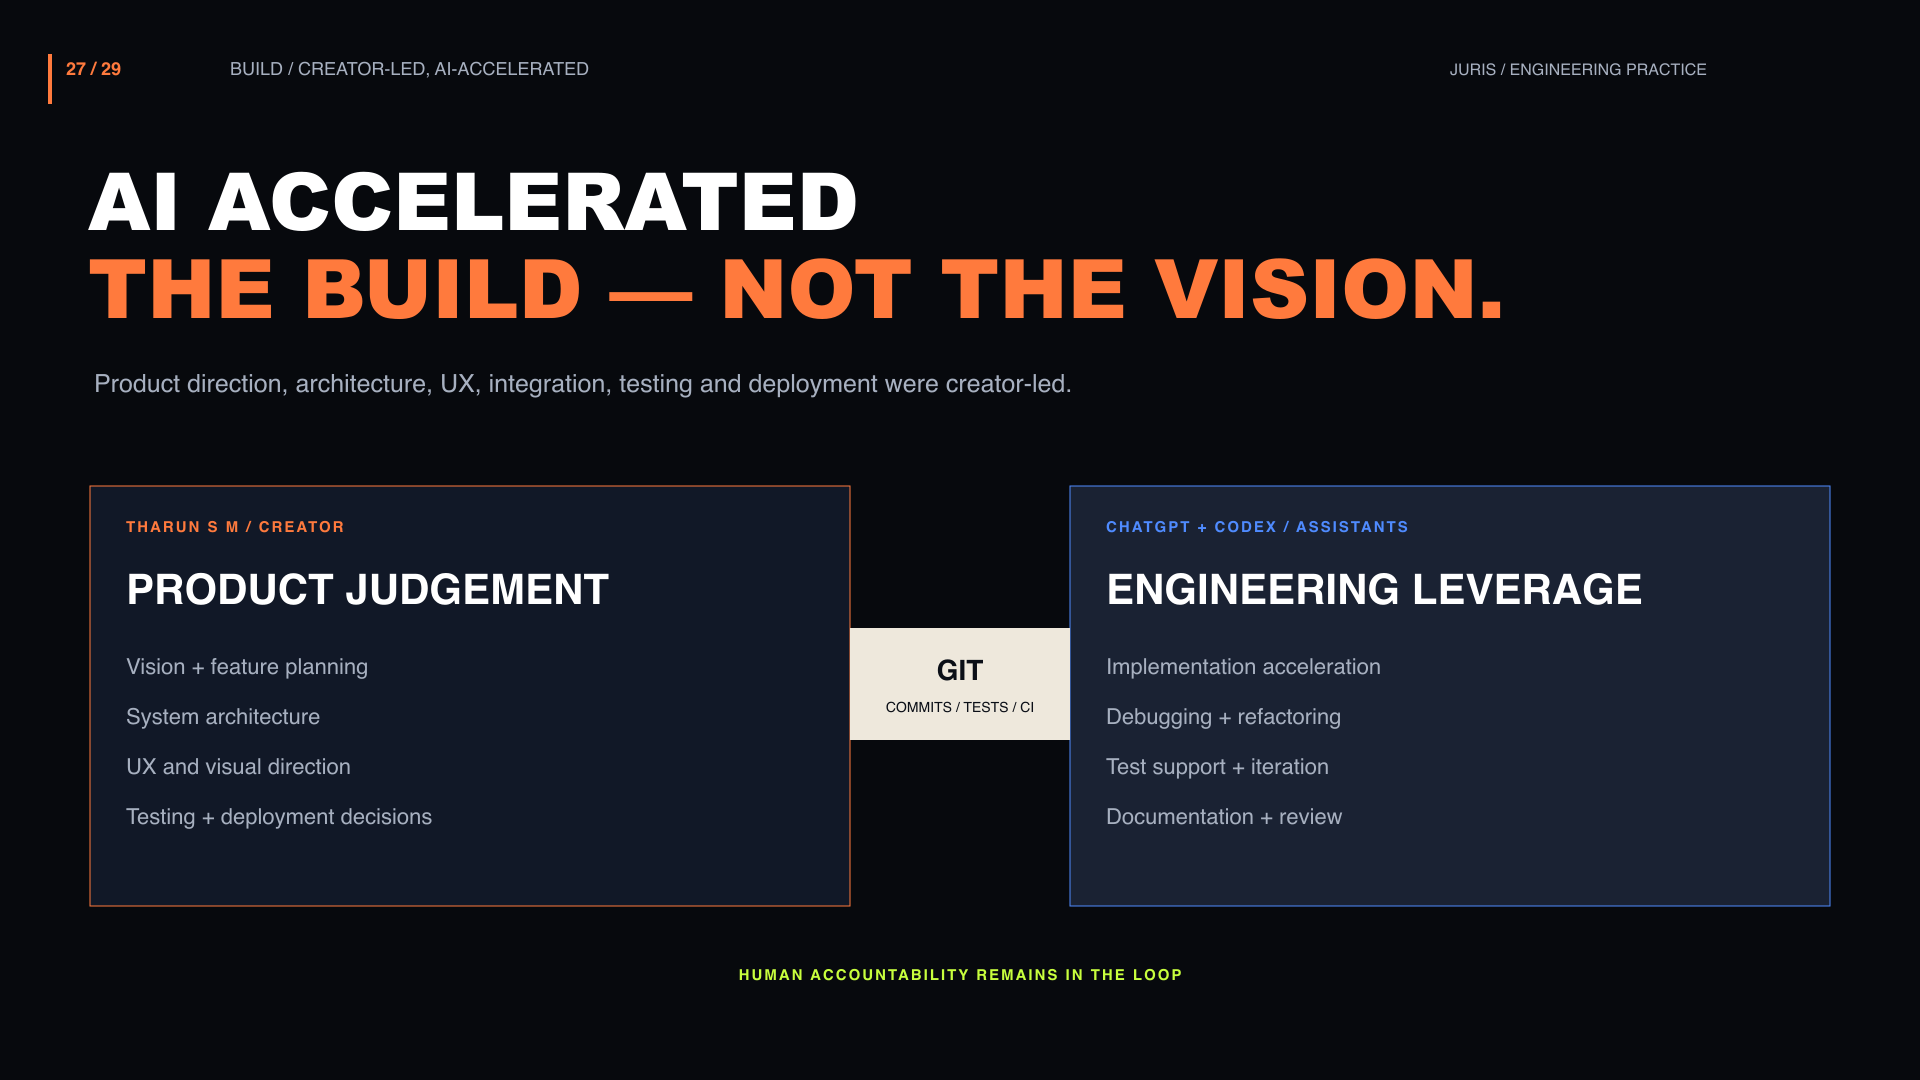 27 / 29
BUILD / CREATOR-LED, AI-ACCELERATED
JURIS / ENGINEERING PRACTICE
AI ACCELERATED
THE BUILD — NOT THE VISION.
Product direction, architecture, UX, integration, testing and deployment were creator-led.
THARUN S M / CREATOR
PRODUCT JUDGEMENT
Vision + feature planning
System architecture
UX and visual direction
Testing + deployment decisions
GIT
COMMITS / TESTS / CI
CHATGPT + CODEX / ASSISTANTS
ENGINEERING LEVERAGE
Implementation acceleration
Debugging + refactoring
Test support + iteration
Documentation + review
HUMAN ACCOUNTABILITY REMAINS IN THE LOOP